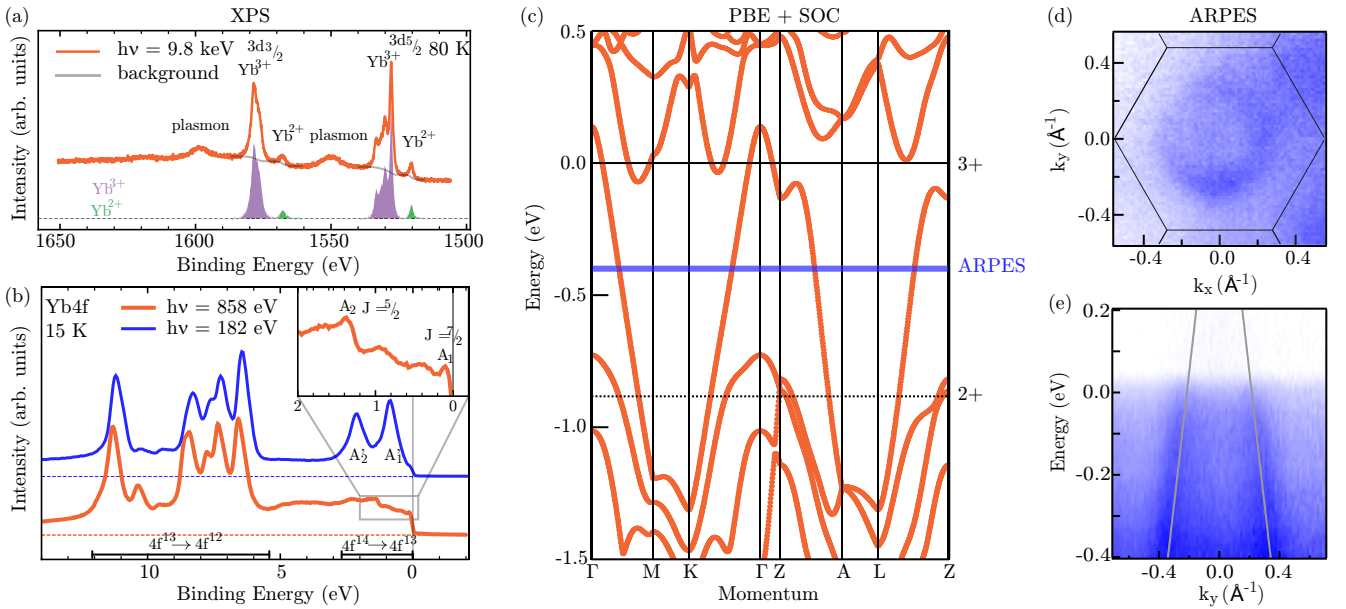 (a)
XPS
hν = 9.8 keV
background
3d3/2
Yb3+
3d5/2
80 K
Yb3+
plasmon
Yb2+
plasmon
Yb2+
Yb3+
Yb2+
Intensity (arb. units)
1650
1600
1550
1500
Binding Energy (eV)
(b)
Yb4f
hν = 858 eV
15 K
hν = 182 eV
A2 J = 5/2
J = 7/2
A1
2
1
0
A*2
A*1
4f13→4f12
4f14→4f13
Intensity (arb. units)
10
5
0
Binding Energy (eV)
(c)
PBE + SOC
0.5
0.0
-0.5
-1.0
-1.5
Energy (eV)
3+
ARPES
2+
Γ M K Γ Z A L Z
Momentum
(d)
ARPES
0.4
0.0
-0.4
ky (Å-1)
-0.4 0.0 0.4
kx (Å-1)
(e)
0.2
0.0
-0.2
-0.4
Energy (eV)
-0.4 0.0 0.4
ky (Å-1)